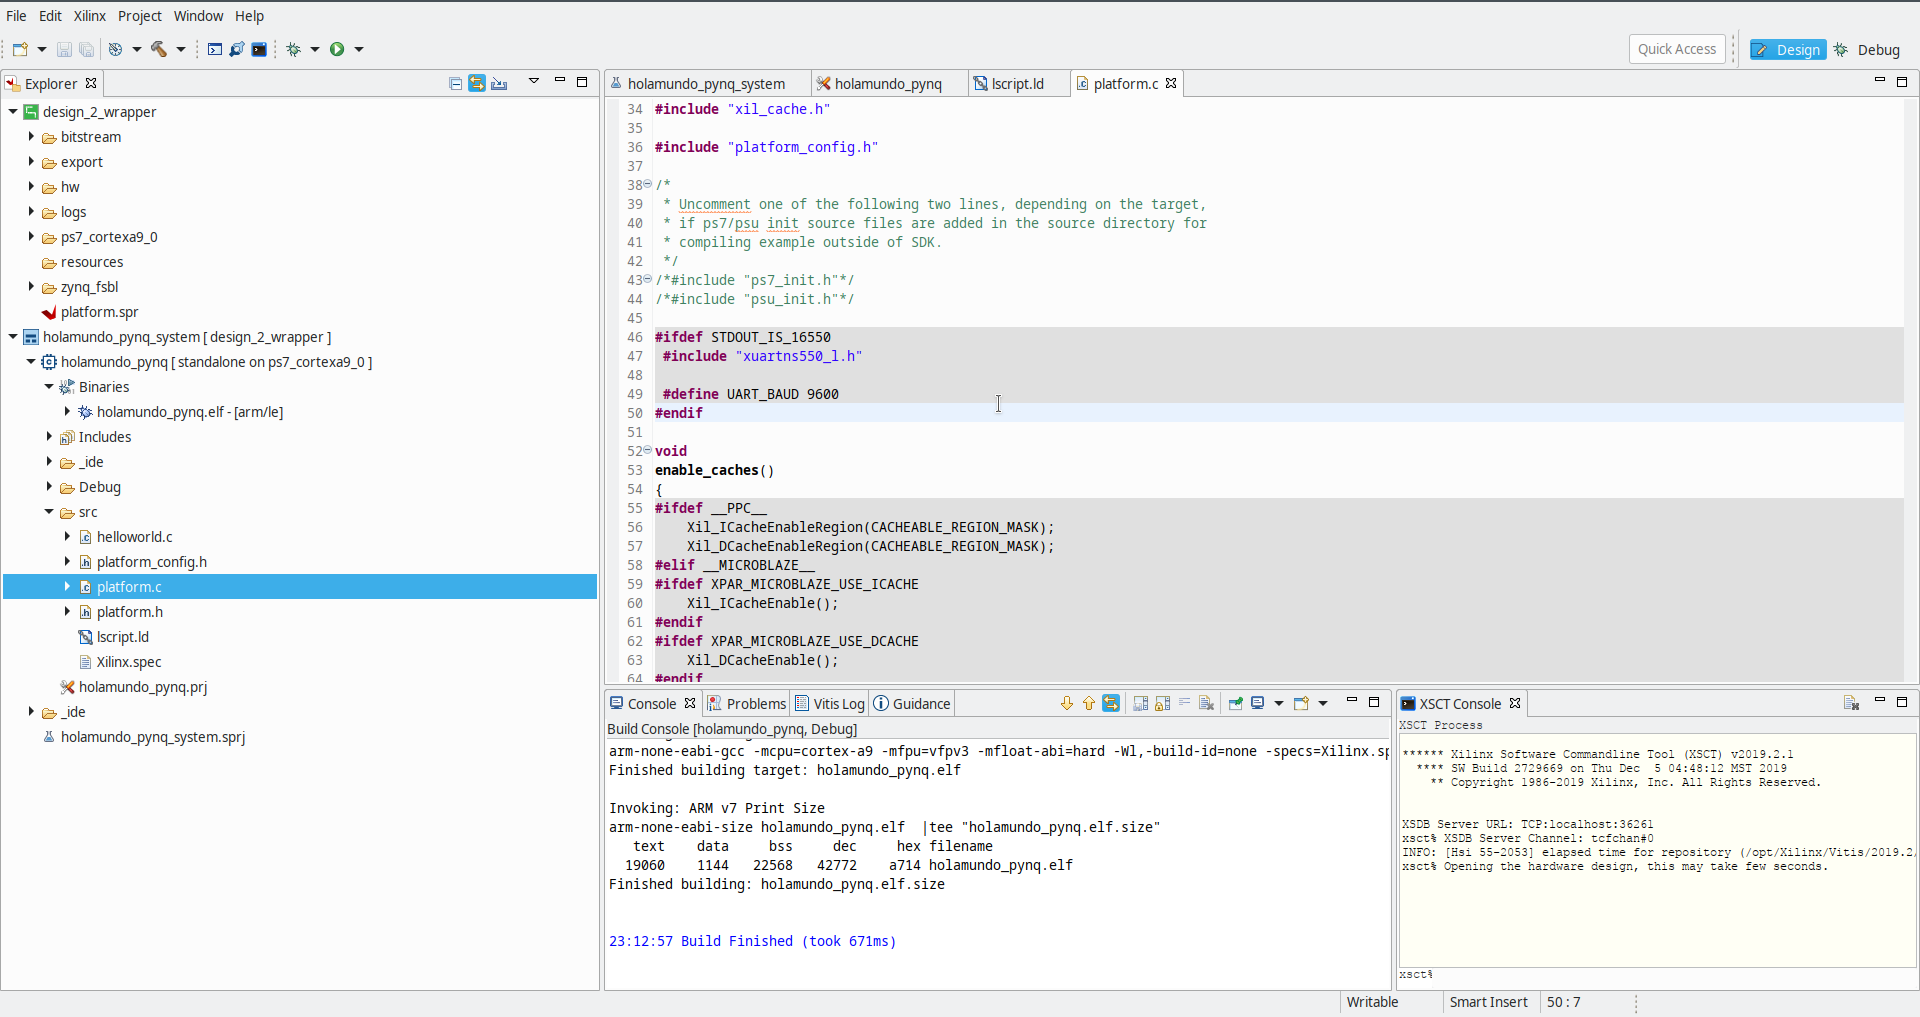 File Edit Xilinx Project Window Help
Quick Access
Design
Debug
Explorer
design_2_wrapper
bitstream
export
hw
logs
ps7_cortexa9_0
resources
zynq_fsbl
platform.spr
holamundo_pynq_system [ design_2_wrapper ]
holamundo_pynq [ standalone on ps7_cortexa9_0 ]
Binaries
holamundo_pynq.elf - [arm/le]
Includes
_ide
Debug
src
helloworld.c
platform_config.h
platform.c
platform.h
lscript.ld
Xilinx.spec
holamundo_pynq.prj
_ide
holamundo_pynq_system.sprj
holamundo_pynq_system
holamundo_pynq
lscript.ld
platform.c
34 #include "xil_cache.h"
35
36 #include "platform_config.h"
37
38 /*
39 * Uncomment one of the following two lines, depending on the target,
40 * if ps7/psu init source files are added in the source directory for
41 * compiling example outside of SDK.
42 */
43 /*#include "ps7_init.h"*/
44 /*#include "psu_init.h"*/
45
46 #ifdef STDOUT_IS_16550
47 #include "xuartns550_l.h"
48
49 #define UART_BAUD 9600
50 #endif
51
52 void
53 enable_caches()
54 {
55 #ifdef __PPC__
56 Xil_ICacheEnableRegion(CACHEABLE_REGION_MASK);
57 Xil_DCacheEnableRegion(CACHEABLE_REGION_MASK);
58 #elif __MICROBLAZE__
59 #ifdef XPAR_MICROBLAZE_USE_ICACHE
60 Xil_ICacheEnable();
61 #endif
62 #ifdef XPAR_MICROBLAZE_USE_DCACHE
63 Xil_DCacheEnable();
64 #endif
Console
Problems
Vitis Log
Guidance
Build Console [holamundo_pynq, Debug]
arm-none-eabi-gcc -mcpu=cortex-a9 -mfpu=vfpv3 -mfloat-abi=hard -Wl,-build-id=none -specs=Xilinx.sp
Finished building target: holamundo_pynq.elf
Invoking: ARM v7 Print Size
arm-none-eabi-size holamundo_pynq.elf |tee "holamundo_pynq.elf.size"
text data bss dec hex filename
19060 1144 22568 42772 a714 holamundo_pynq.elf
Finished building: holamundo_pynq.elf.size
23:12:57 Build Finished (took 671ms)
XSCT Console
XSCT Process
****** Xilinx Software Commandline Tool (XSCT) v2019.2.1
**** SW Build 2729669 on Thu Dec 5 04:48:12 MST 2019
** Copyright 1986-2019 Xilinx, Inc. All Rights Reserved.
XSDB Server URL: TCP:localhost:36261
xsct% XSDB Server Channel: tcfchan#0
INFO: [Hsi 55-2053] elapsed time for repository (/opt/Xilinx/Vitis/2019.2/
xsct% Opening the hardware design, this may take few seconds.
xsct%
Writable
Smart Insert
50 : 7